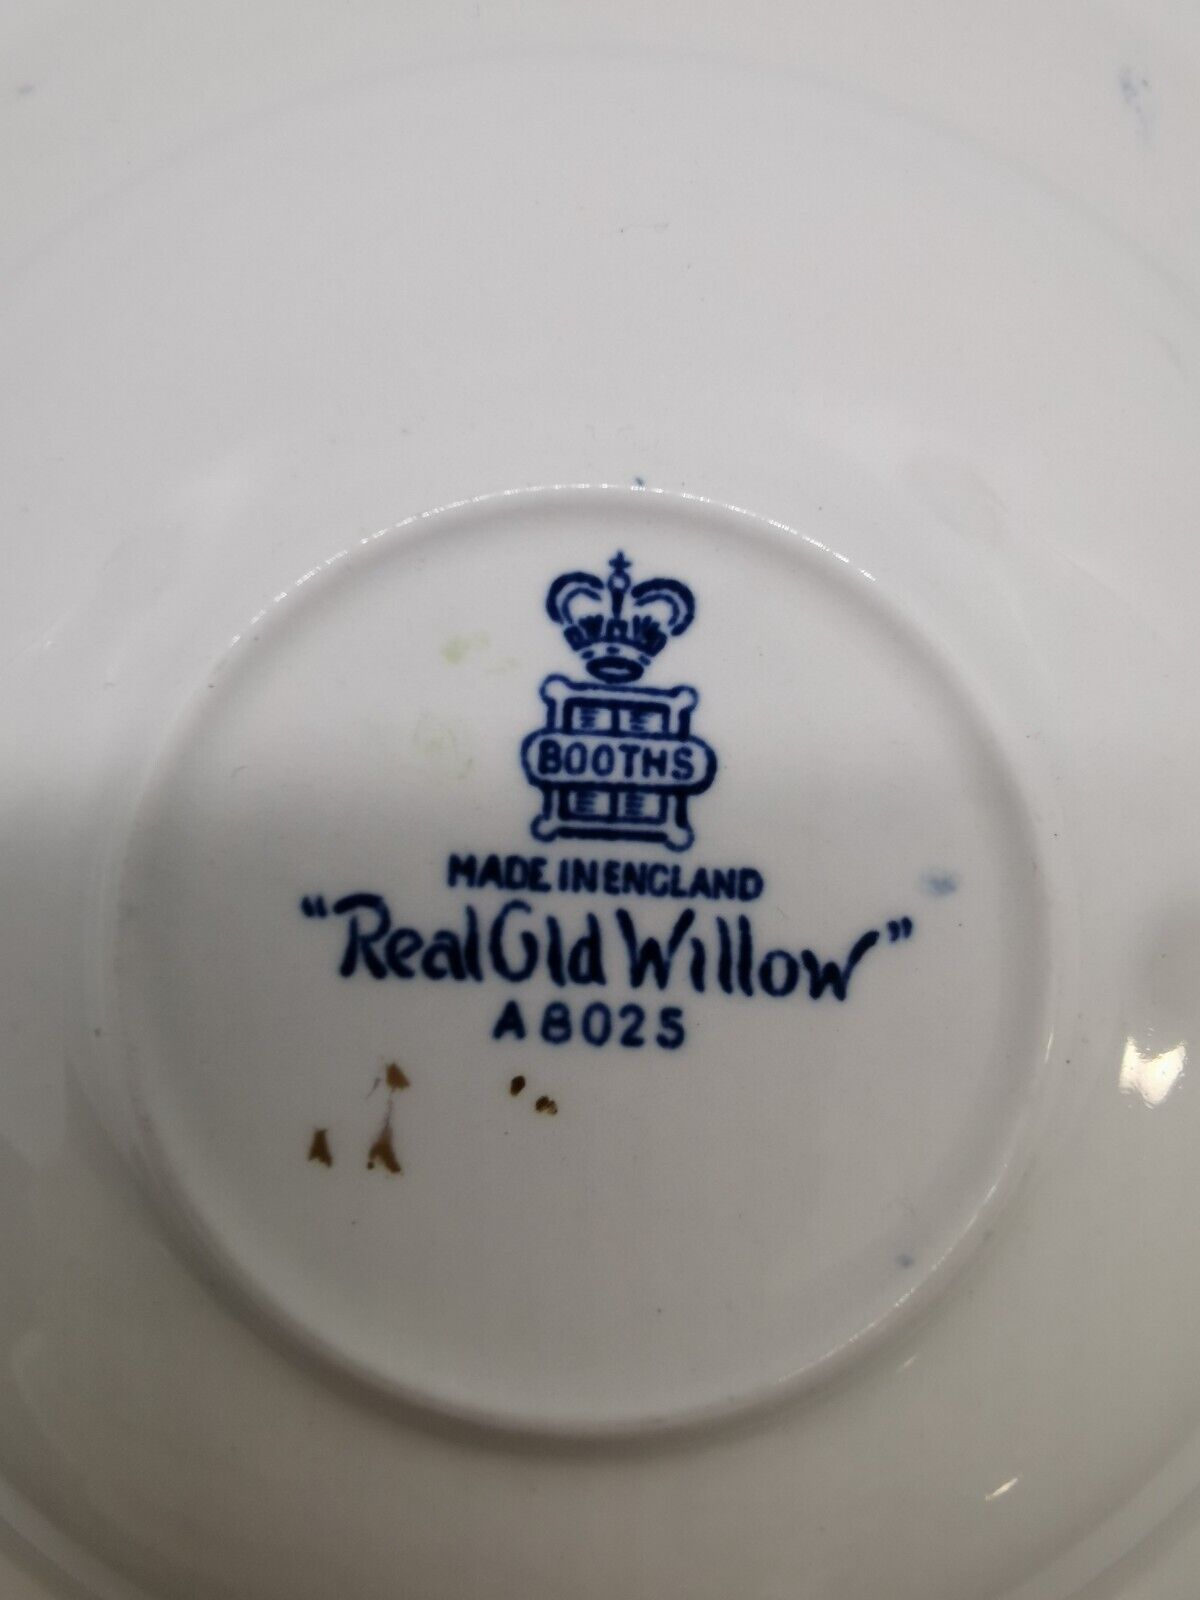 BOOTHS
MADE IN ENGLAND
"Real Old Willow"
A8025